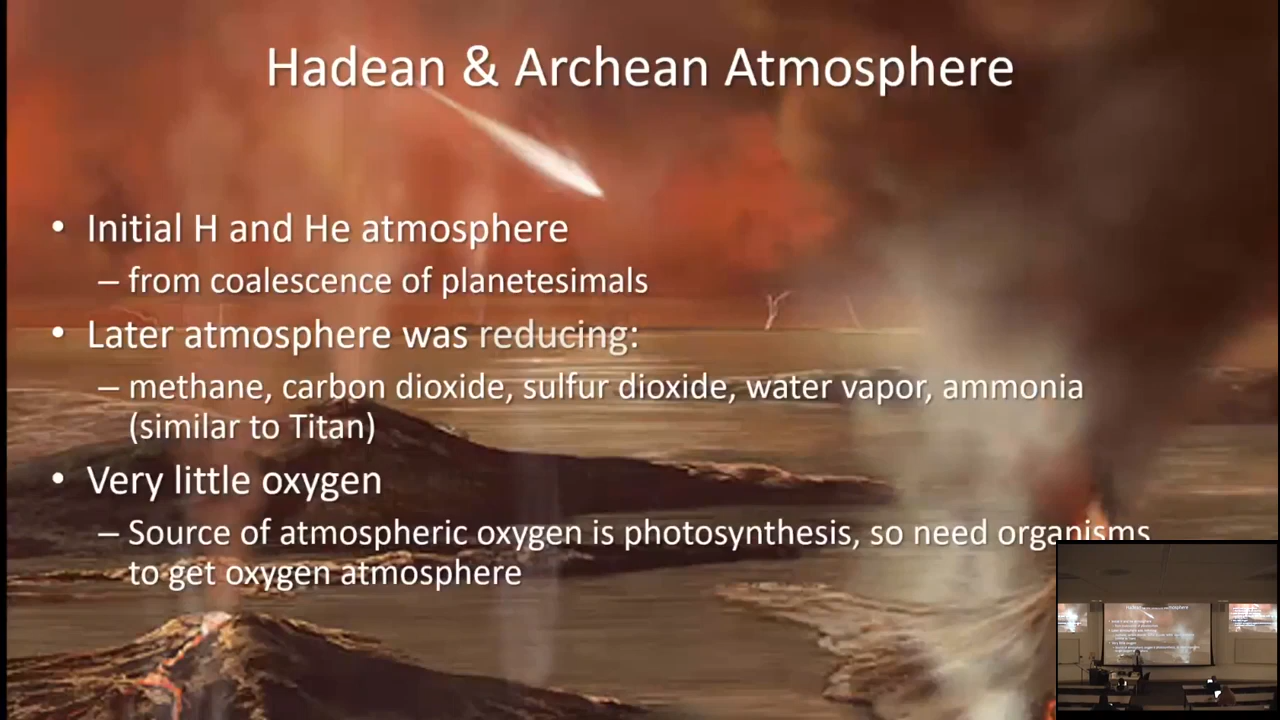 Hadean & Archean Atmosphere
• Initial H and He atmosphere
– from coalescence of planetesimals
• Later atmosphere was reducing:
– methane, carbon dioxide, sulfur dioxide, water vapor, ammonia
(similar to Titan)
• Very little oxygen
– Source of atmospheric oxygen is photosynthesis, so need organisms
to get oxygen atmosphere